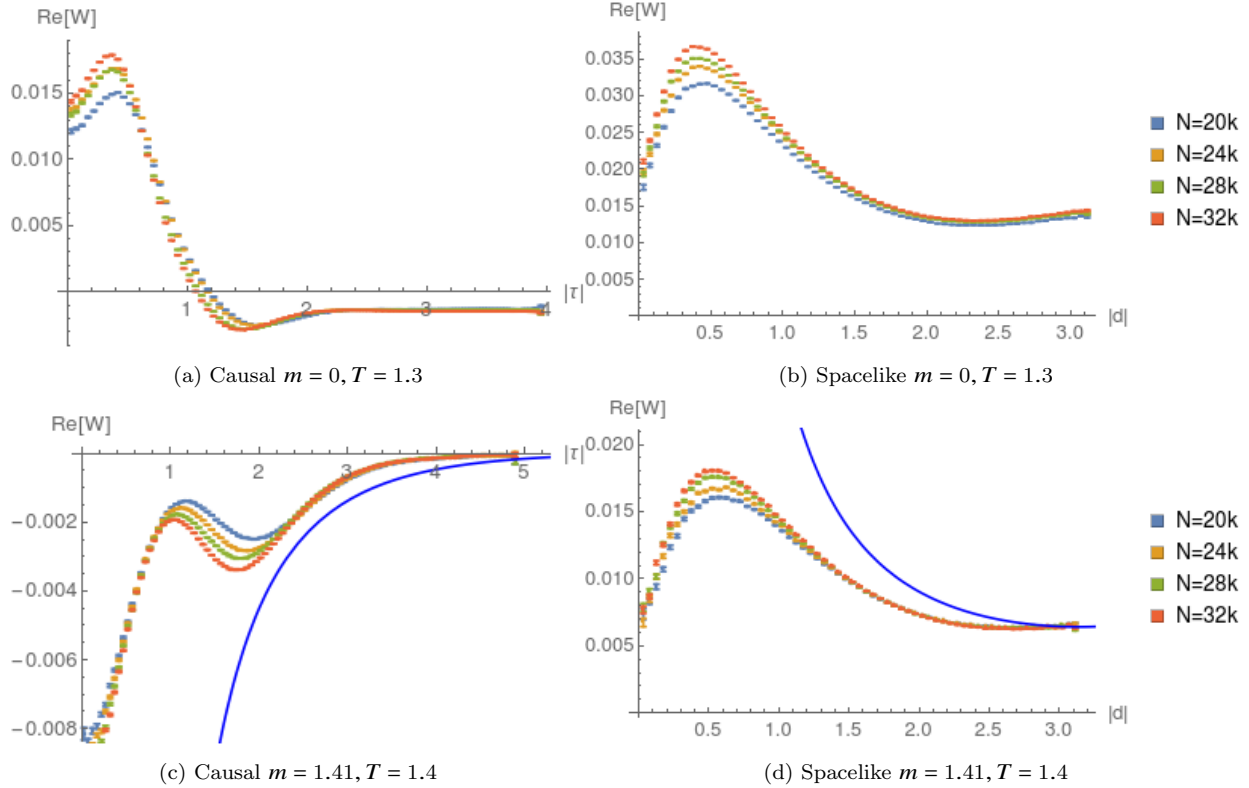 Re[W]
0.015
0.010
0.005
1 2 3 4
|τ|
(a) Causal m = 0, T = 1.3
Re[W]
0.035
0.030
0.025
0.020
0.015
0.010
0.005
0.5 1.0 1.5 2.0 2.5 3.0
|d|
(b) Spacelike m = 0, T = 1.3
N=20k
N=24k
N=28k
N=32k
Re[W]
1 2 3 4 5
|τ|
−0.002
−0.004
−0.006
−0.008
(c) Causal m = 1.41, T = 1.4
Re[W]
0.020
0.015
0.010
0.005
0.5 1.0 1.5 2.0 2.5 3.0
|d|
(d) Spacelike m = 1.41, T = 1.4
N=20k
N=24k
N=28k
N=32k